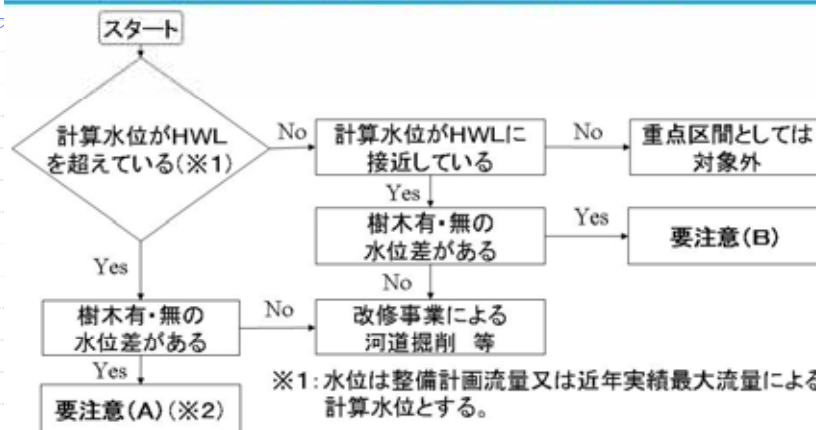 スタート
計算水位がHWL
を超えている(※1)
No
計算水位がHWLに
接近している
No
重点区間としては
対象外
Yes
樹木有・無の
水位差がある
Yes
要注意(B)
Yes
No
樹木有・無の
水位差がある
No
改修事業による
河道掘削 等
Yes
要注意(A)(※2)
※1:水位は整備計画流量又は近年実績最大流量による
計算水位とする。